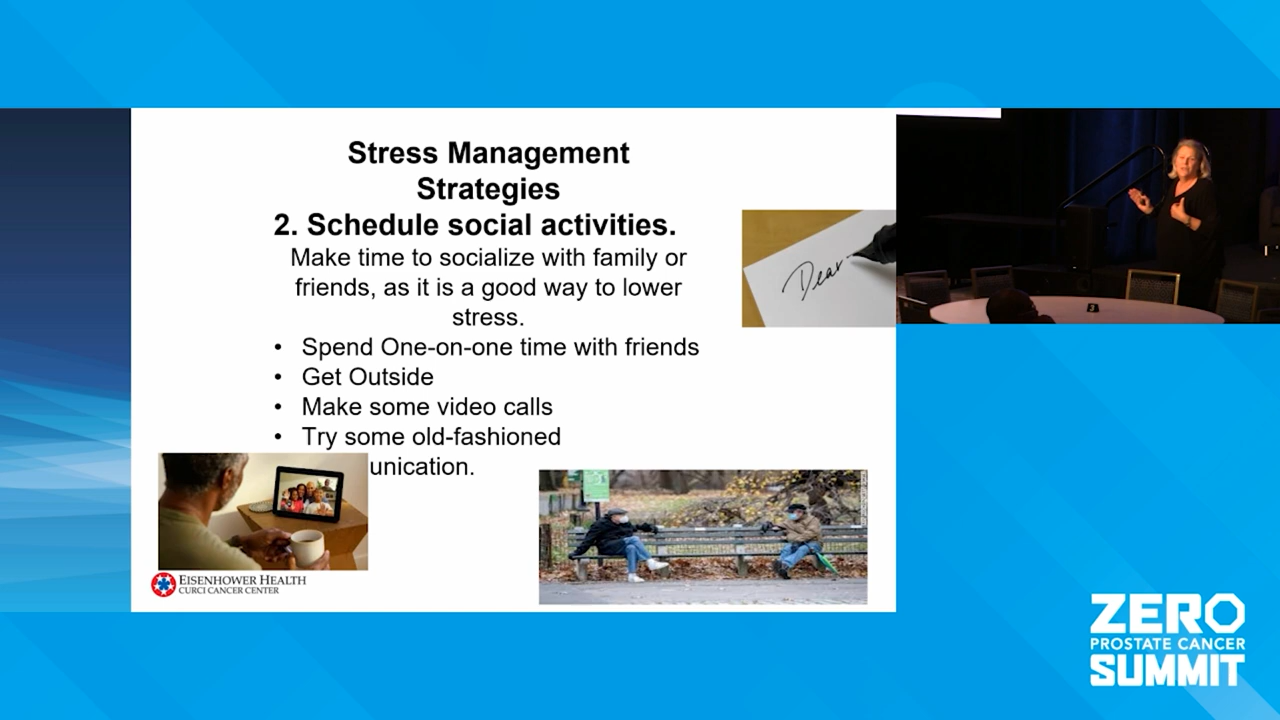 Stress Management
Strategies
2. Schedule social activities.
Make time to socialize with family or
friends, as it is a good way to lower
stress.
• Spend One-on-one time with friends
• Get Outside
• Make some video calls
• Try some old-fashioned
unication.
Dear
EISENHOWER HEALTH
CURCI CANCER CENTER
ZERO
PROSTATE CANCER
SUMMIT